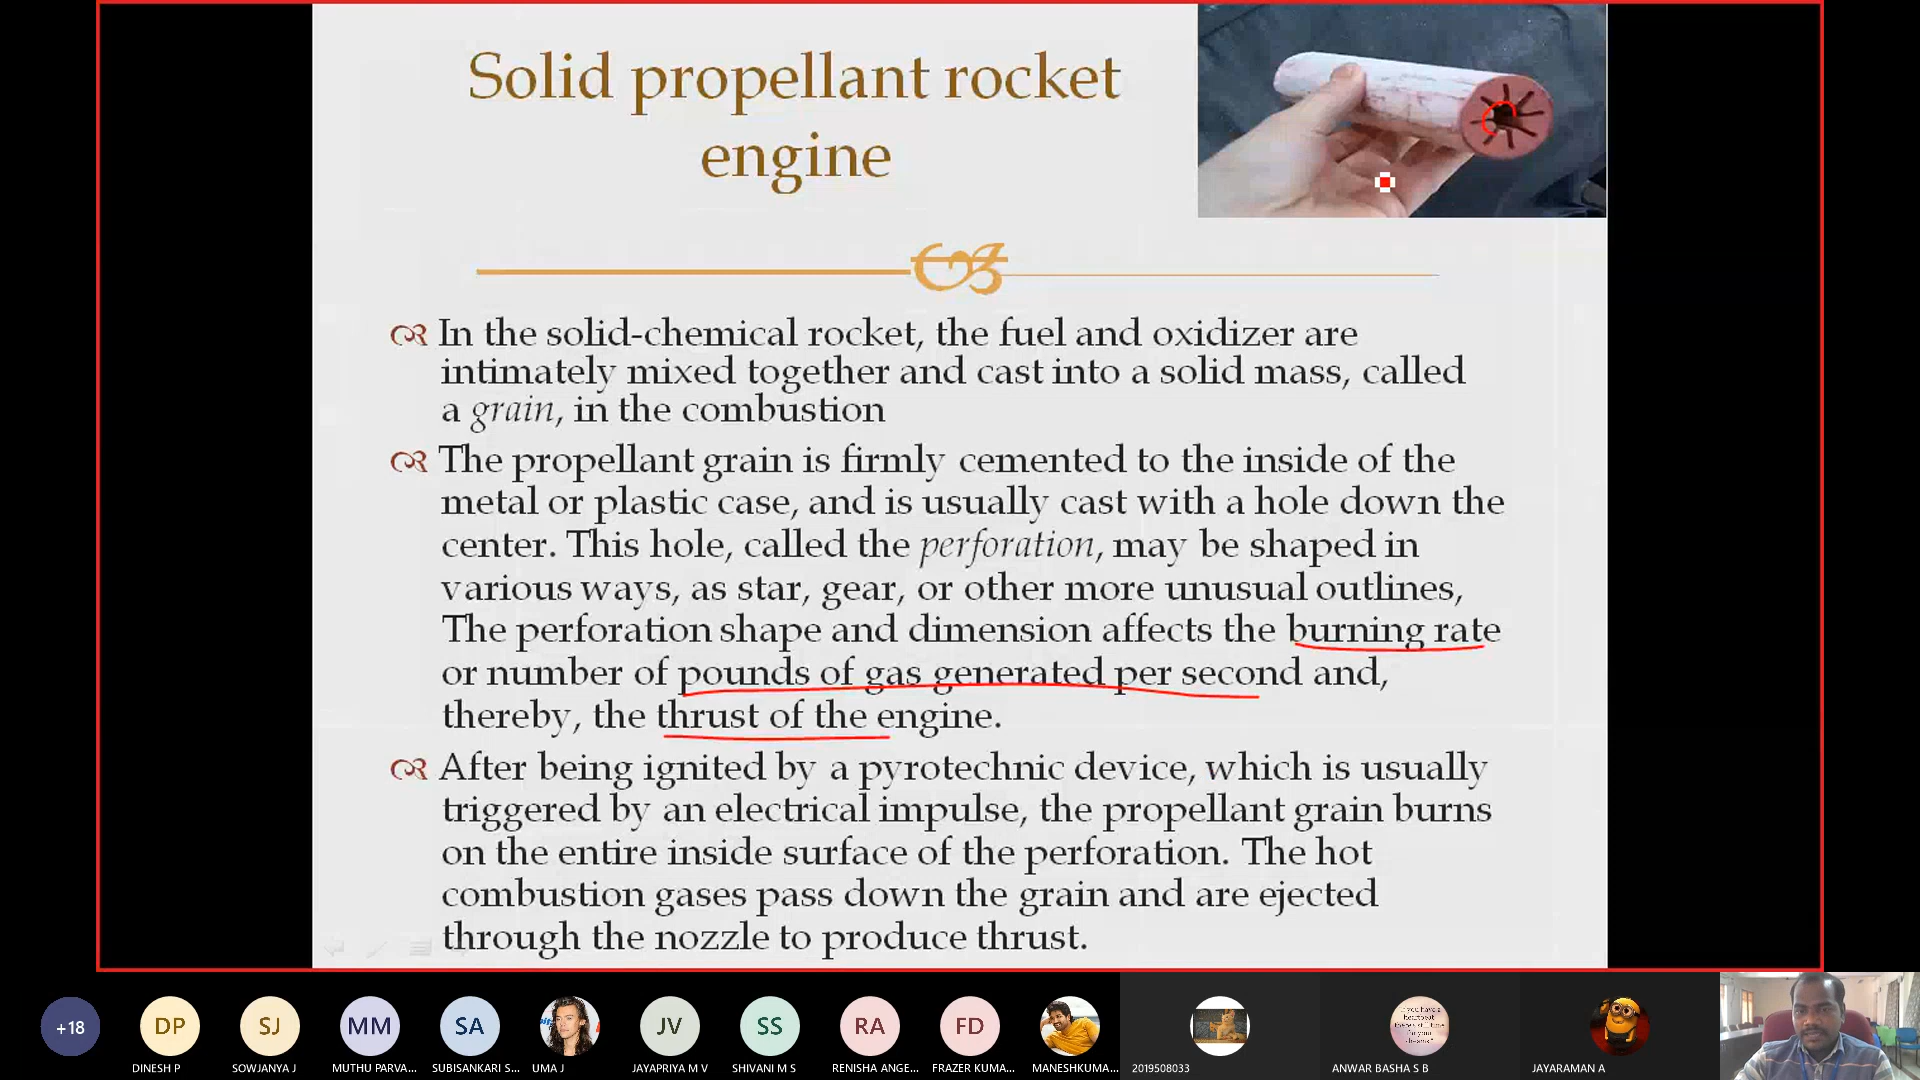 Solid propellant rocket
engine
In the solid-chemical rocket, the fuel and oxidizer are
intimately mixed together and cast into a solid mass, called
a grain, in the combustion
The propellant grain is firmly cemented to the inside of the
metal or plastic case, and is usually cast with a hole down the
center. This hole, called the perforation, may be shaped in
various ways, as star, gear, or other more unusual outlines,
The perforation shape and dimension affects the burning rate
or number of pounds of gas generated per second and,
thereby, the thrust of the engine.
After being ignited by a pyrotechnic device, which is usually
triggered by an electrical impulse, the propellant grain burns
on the entire inside surface of the perforation. The hot
combustion gases pass down the grain and are ejected
through the nozzle to produce thrust.
+18 DP SJ MM SA JV SS RA FD
DINESH P SOWJANYA J MUTHU PARVA... SUBISANKARI S... UMA J JAYAPRIYA M V SHIVANI M S RENISHA ANGE... FRAZER KUMA... MANESHKUMA... 2019508033 ANWAR BASHA S B JAYARAMAN A